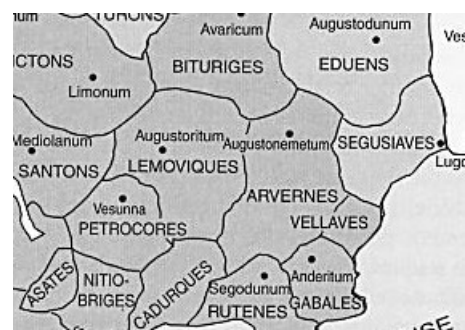 TURONS
Avaricum
Augustodunum
BITURIGES
EDUENS
Limonum
Mediolanum
SANTONS
Augustoritum
LEMOVIQUES
Augustonemetum
SEGUSIAVES
ARVERNES
Vesunna
PETROCORES
VELLAVES
ASATES
NITIO-
BRIGES
CADURQUES
Segodunum
RUTENES
Anderitum
GABALES